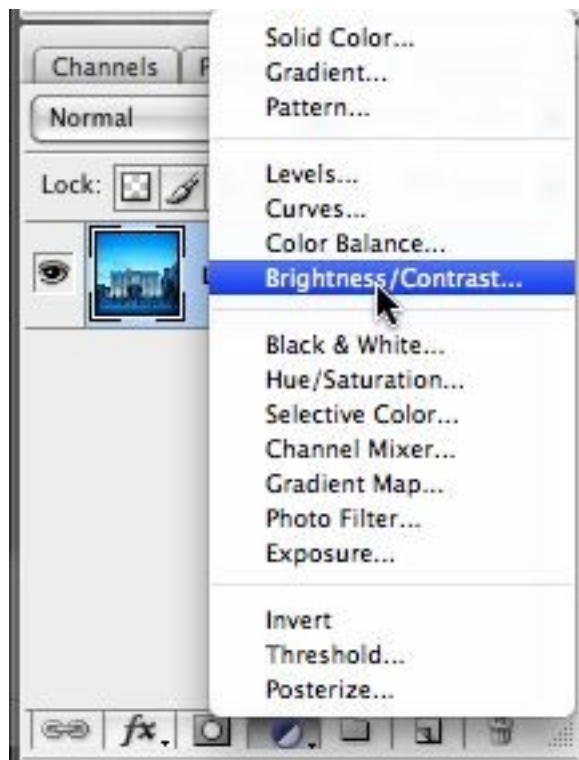 Solid Color...
Gradient...
Pattern...
Channels
Normal
Levels...
Lock:
Curves...
Color Balance...
Brightness/Contrast...
Black & White...
Hue/Saturation...
Selective Color...
Channel Mixer...
Gradient Map...
Photo Filter...
Exposure...
Invert
Threshold...
Posterize...
fx